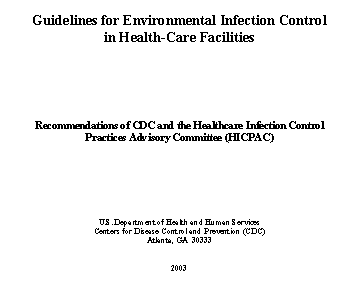 Guidelines for Environmental Infection Control
in Health-Care Facilities
Recommendations of CDC and the Healthcare Infection Control
Practices Advisory Committee (HICPAC)
U.S. Department of Health and Human Services
Centers for Disease Control and Prevention (CDC)
Atlanta, GA 30333
2003